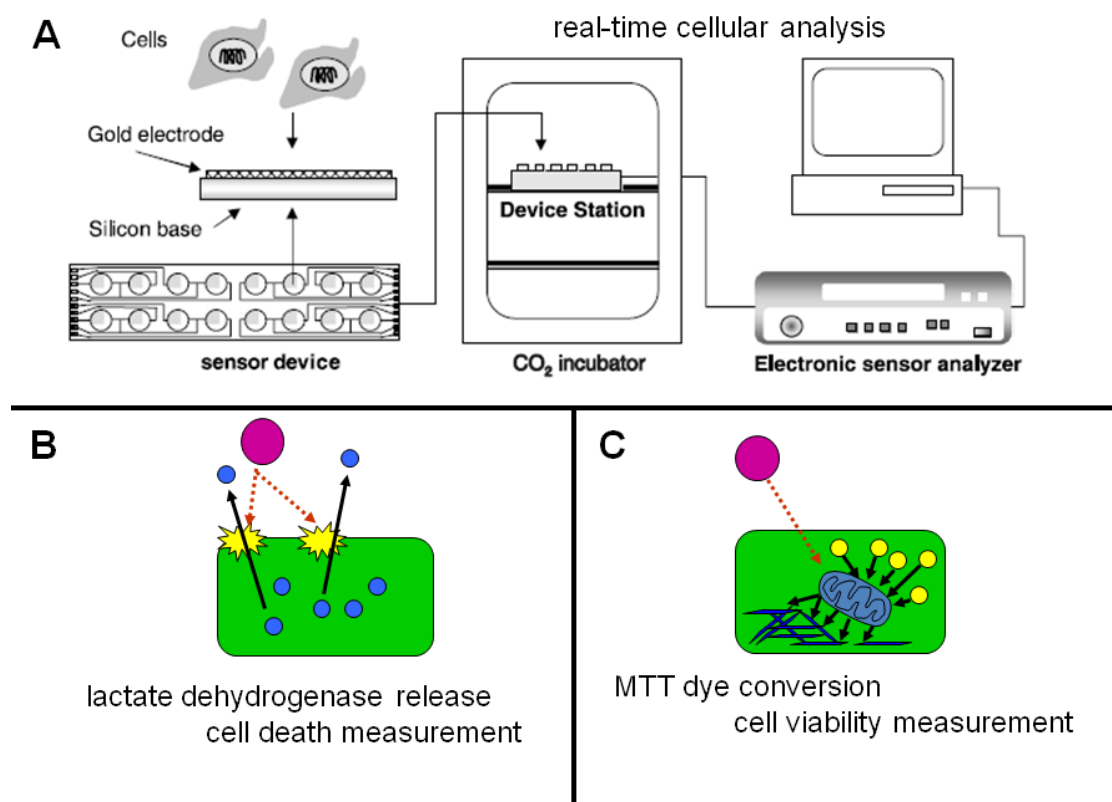 A
real-time cellular analysis
Cells
Gold electrode
Silicon base
Device Station
sensor device
CO₂ incubator
Electronic sensor analyzer
B
lactate dehydrogenase release
cell death measurement
C
MTT dye conversion
cell viability measurement